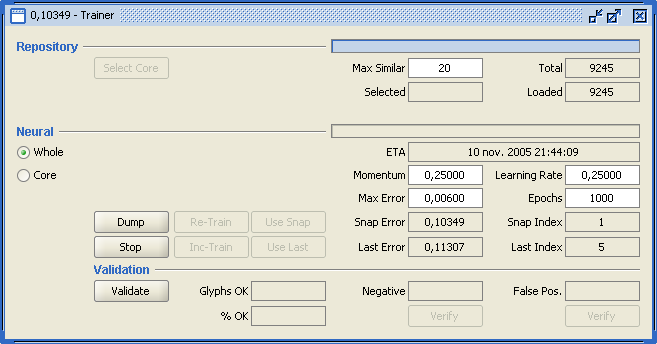 0,10349 - Trainer
Repository
Select Core Max Similar 20 Total 9245
Selected Loaded 9245
Neural
Whole ETA 10 nov. 2005 21:44:09
Core Momentum 0,25000 Learning Rate 0,25000
Max Error 0,00600 Epochs 1000
Dump Re-Train Use Snap Snap Error 0,10349 Snap Index 1
Stop Inc-Train Use Last Last Error 0,11307 Last Index 5
Validation
Validate Glyphs OK Negative False Pos.
% OK Verify Verify